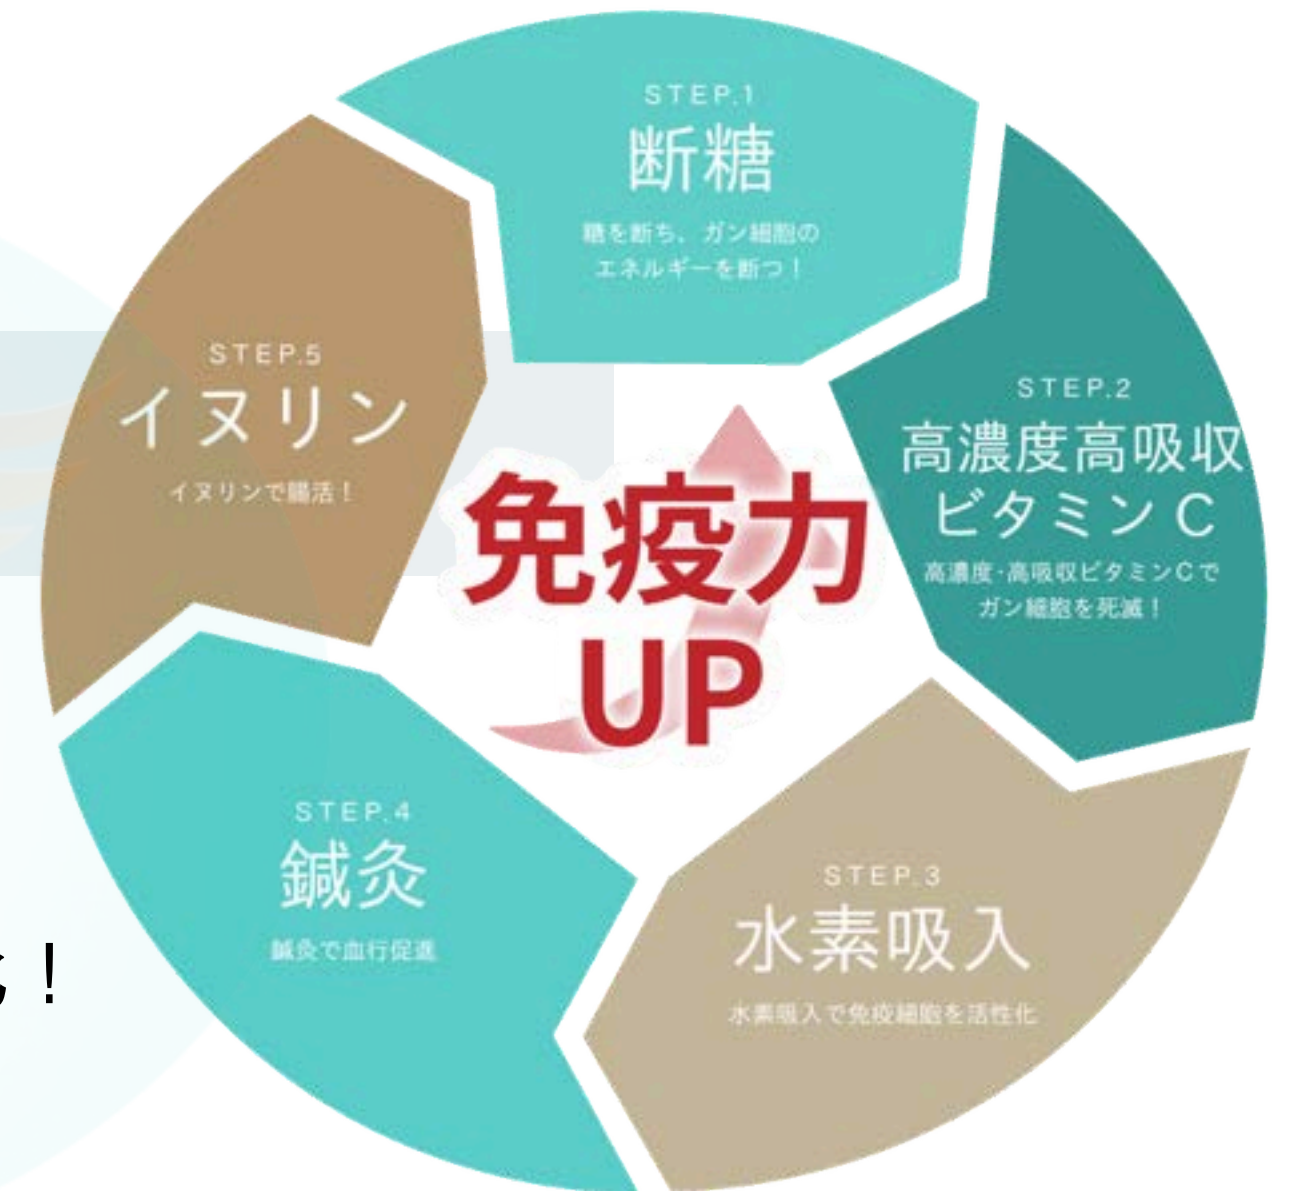 STEP.1
断糖
糖を断ち、ガン細胞の
エネルギーを断つ！
STEP.2
高濃度高吸収
ビタミンC
高濃度・高吸収ビタミンCで
ガン細胞を死滅！
STEP.3
水素吸入
水素吸入で免疫細胞を活性化
STEP.4
鍼灸
鍼灸で血行促進
STEP.5
イヌリン
イヌリンで腸活！
免疫力
UP
！